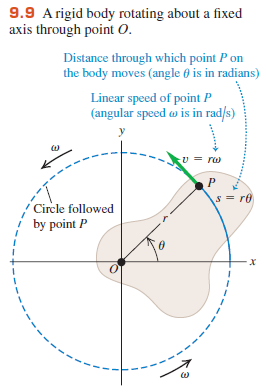 9.9 A rigid body rotating about a fixed
axis through point O.
Distance through which point P on
the body moves (angle θ is in radians)
Linear speed of point P
(angular speed ω is in rad/s)
y
ω
v = rω
P
s = rθ
Circle followed
by point P
r
θ
x
O
ω